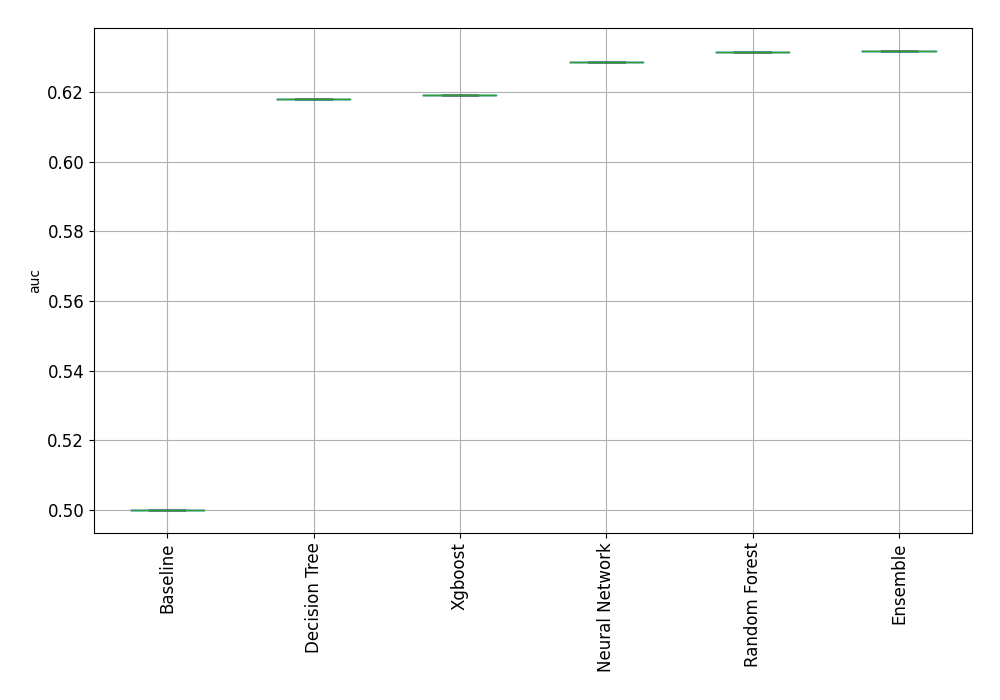 0.62
0.60
0.58
0.56
0.54
0.52
0.50
auc
Baseline
Decision Tree
Xgboost
Neural Network
Random Forest
Ensemble